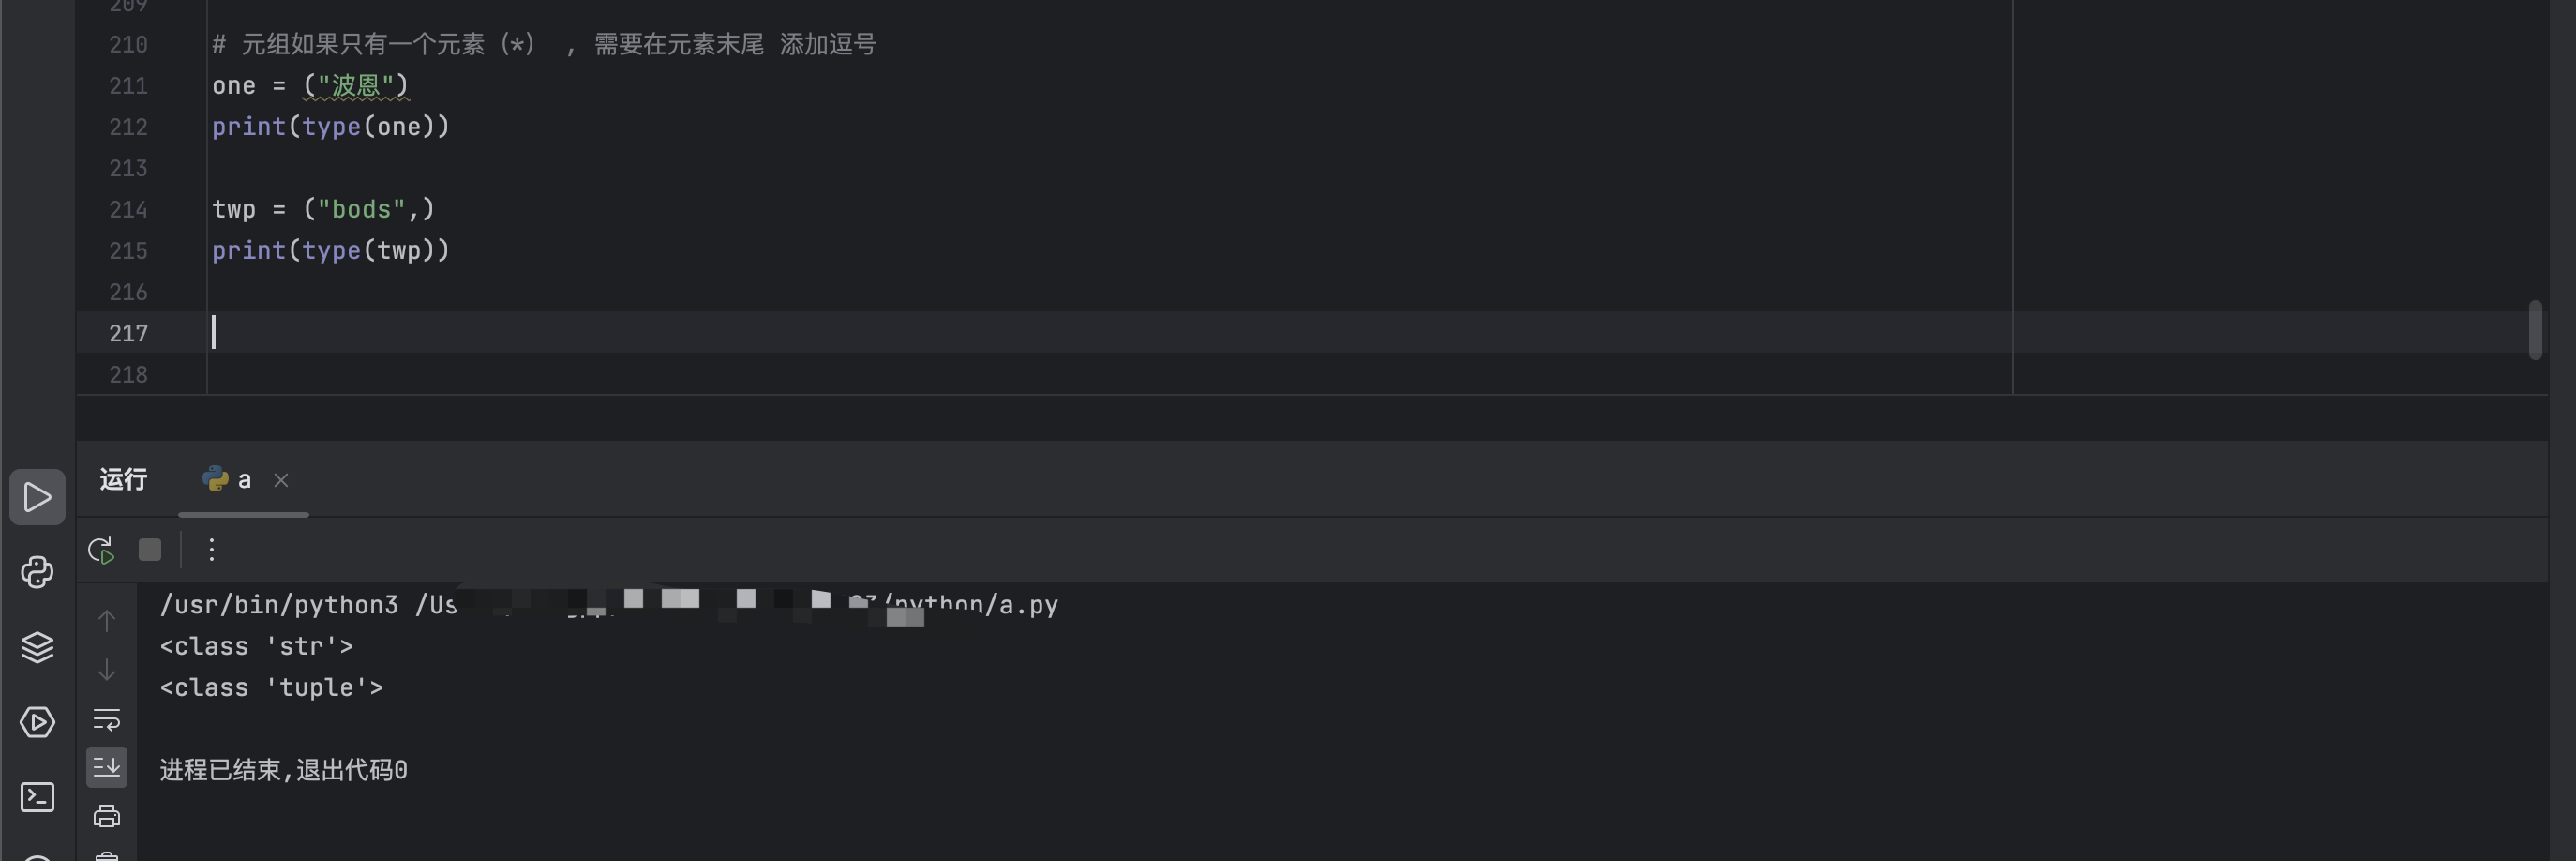 209
210 # 元组如果只有一个元素（*） ，需要在元素末尾 添加逗号
211 one = ("波恩")
212 print(type(one))
213
214 twp = ("bods",)
215 print(type(twp))
216
217
218
运行 a
/usr/bin/python3 /Us python/a.py
<class 'str'>
<class 'tuple'>
进程已结束,退出代码0